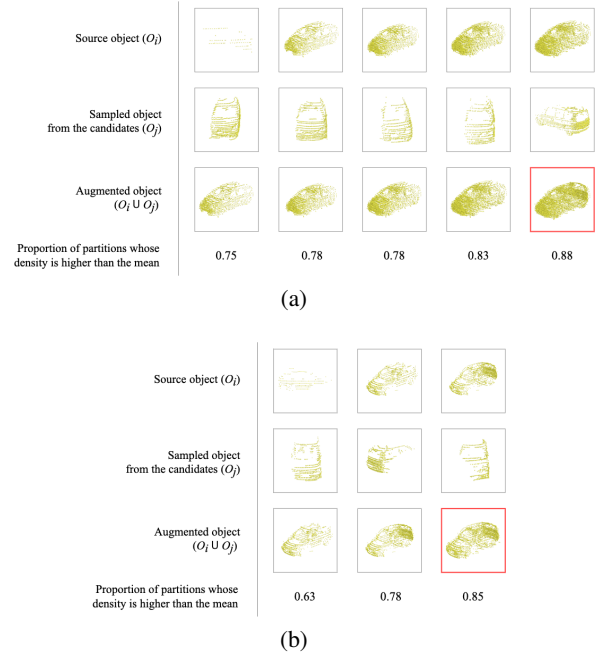 Source object (Oi)
Sampled object
from the candidates (Oj)
Augmented object
(Oi ∪ Oj)
Proportion of partitions whose
density is higher than the mean
0.75 0.78 0.78 0.83 0.88
(a)
Source object (Oi)
Sampled object
from the candidates (Oj)
Augmented object
(Oi ∪ Oj)
Proportion of partitions whose
density is higher than the mean
0.63 0.78 0.85
(b)